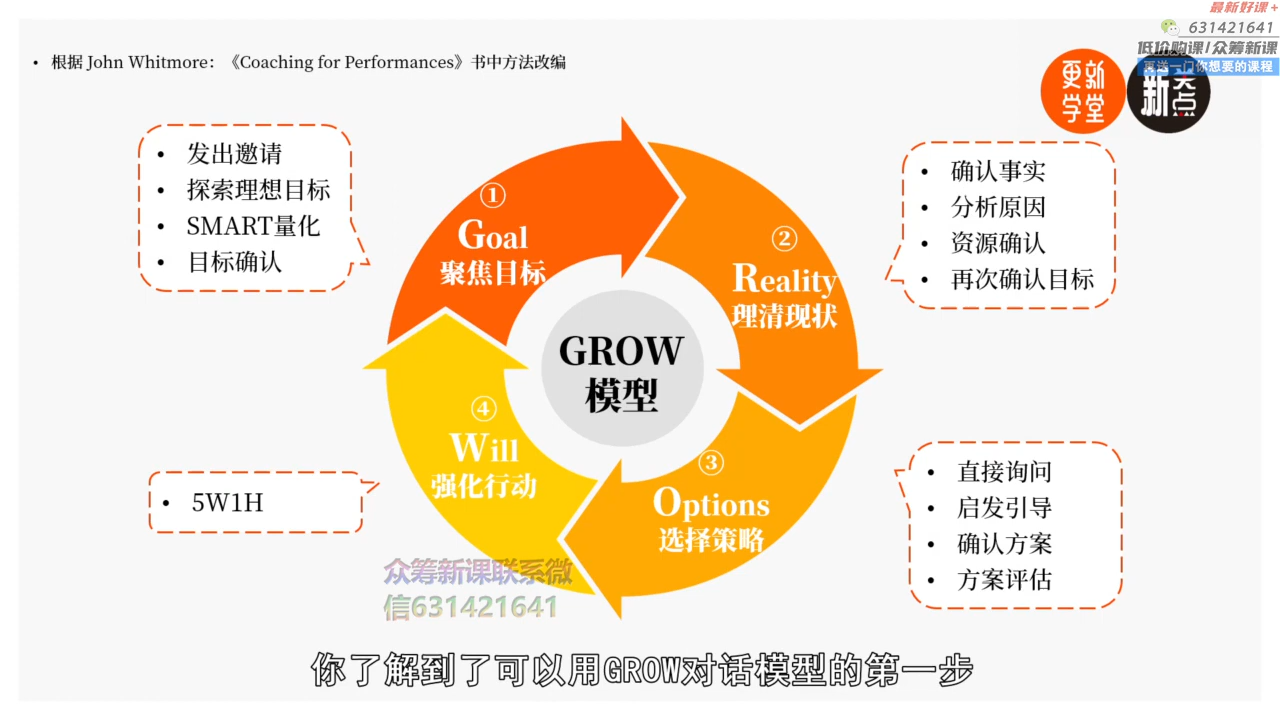 最新好课+
631421641
低价购课/众筹新课
再送一门你想要的课程
• 根据 John Whitmore：《Coaching for Performances》书中方法改编
更新
学堂
新
点
• 发出邀请
• 探索理想目标
• SMART量化
• 目标确认
①
Goal
聚焦目标
②
Reality
理清现状
• 确认事实
• 分析原因
• 资源确认
• 再次确认目标
GROW
模型
④
Will
强化行动
• 5W1H
③
Options
选择策略
• 直接询问
• 启发引导
• 确认方案
• 方案评估
众筹新课联系微
信631421641
你了解到了可以用GROW对话模型的第一步